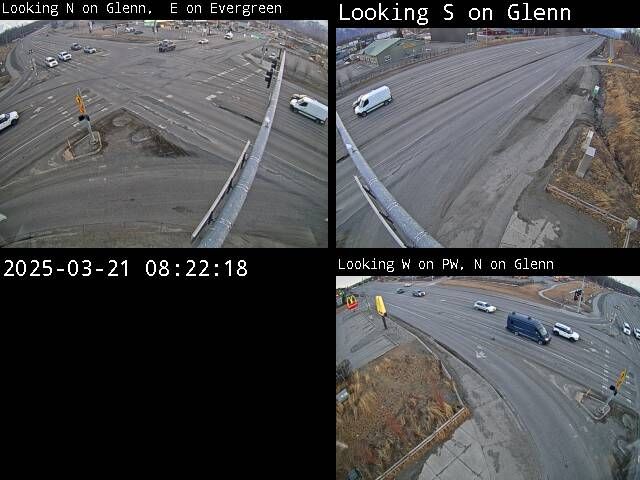 Looking N on Glenn,  E on Evergreen
Looking S on Glenn
2025-03-21 08:22:18
Looking W on PW, N on Glenn